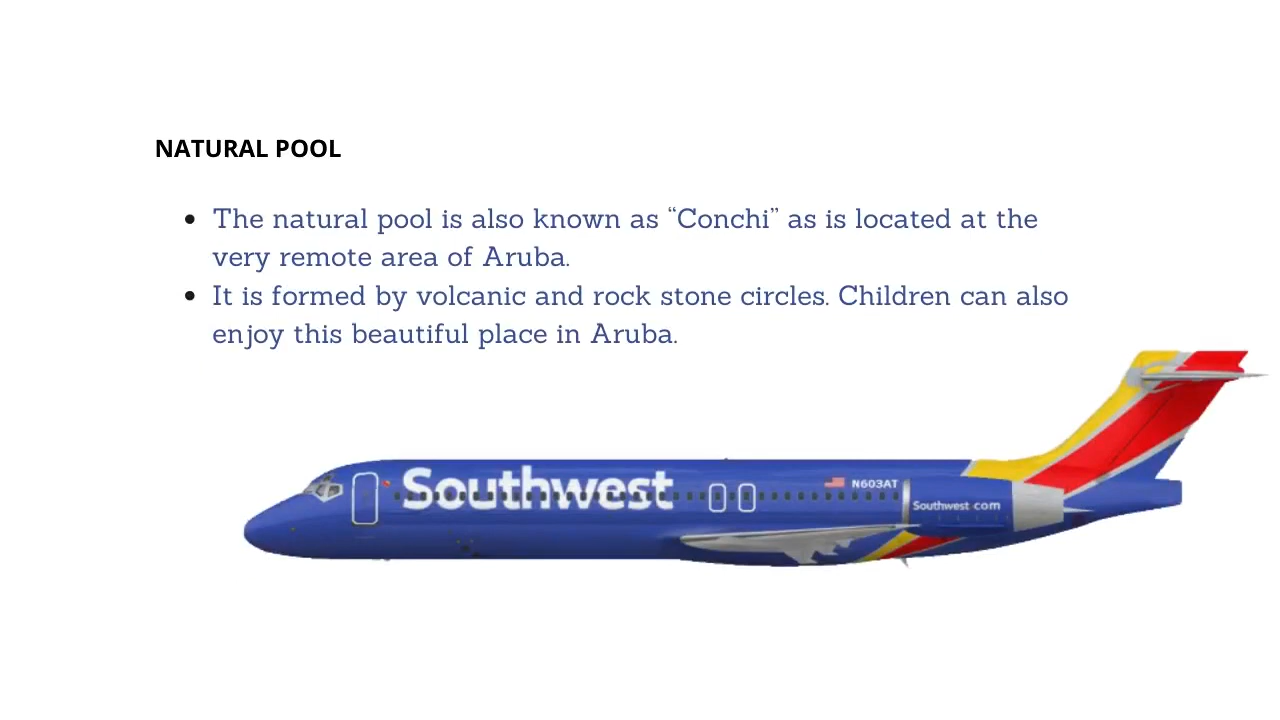 NATURAL POOL
The natural pool is also known as “Conchi” as is located at the
very remote area of Aruba.
It is formed by volcanic and rock stone circles. Children can also
enjoy this beautiful place in Aruba.
Southwest
N603AT
Southwest com